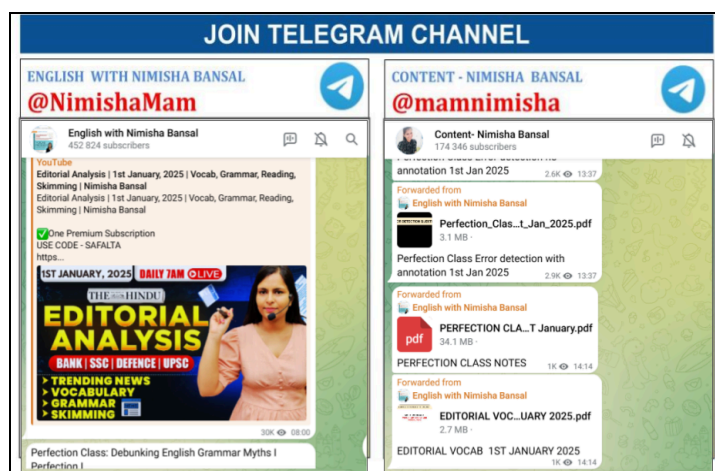 JOIN TELEGRAM CHANNEL
ENGLISH WITH NIMISHA BANSAL
@NimishaMam
English with Nimisha Bansal
452 824 subscribers
YouTube
Editorial Analysis | 1st January, 2025 | Vocab, Grammar, Reading,
Skimming | Nimisha Bansal
Editorial Analysis | 1st January, 2025 | Vocab, Grammar, Reading,
Skimming | Nimisha Bansal
One Premium Subscription
USE CODE - SAFALTA
https...
1ST JANUARY, 2025 DAILY 7AM LIVE
THE HINDU
EDITORIAL
ANALYSIS
BANK | SSC | DEFENCE | UPSC
TRENDING NEWS
VOCABULARY
GRAMMAR
SKIMMING
30K 08:00
Perfection Class: Debunking English Grammar Myths I
Perfection I
CONTENT - NIMISHA BANSAL
@mamnimisha
Content- Nimisha Bansal
174 346 subscribers
Perfection Class Error detection no
annotation 1st Jan 2025
2.6K 13:37
Forwarded from
English with Nimisha Bansal
Perfection_Clas...t_Jan_2025.pdf
3.1 MB
Perfection Class Error detection with
annotation 1st Jan 2025
2.9K 13:37
Forwarded from
English with Nimisha Bansal
pdf
PERFECTION CLA...T January.pdf
34.1 MB
PERFECTION CLASS NOTES
1K 14:14
Forwarded from
English with Nimisha Bansal
EDITORIAL VOC...UARY 2025.pdf
2.7 MB
EDITORIAL VOCAB 1ST JANUARY 2025
1K 14:14